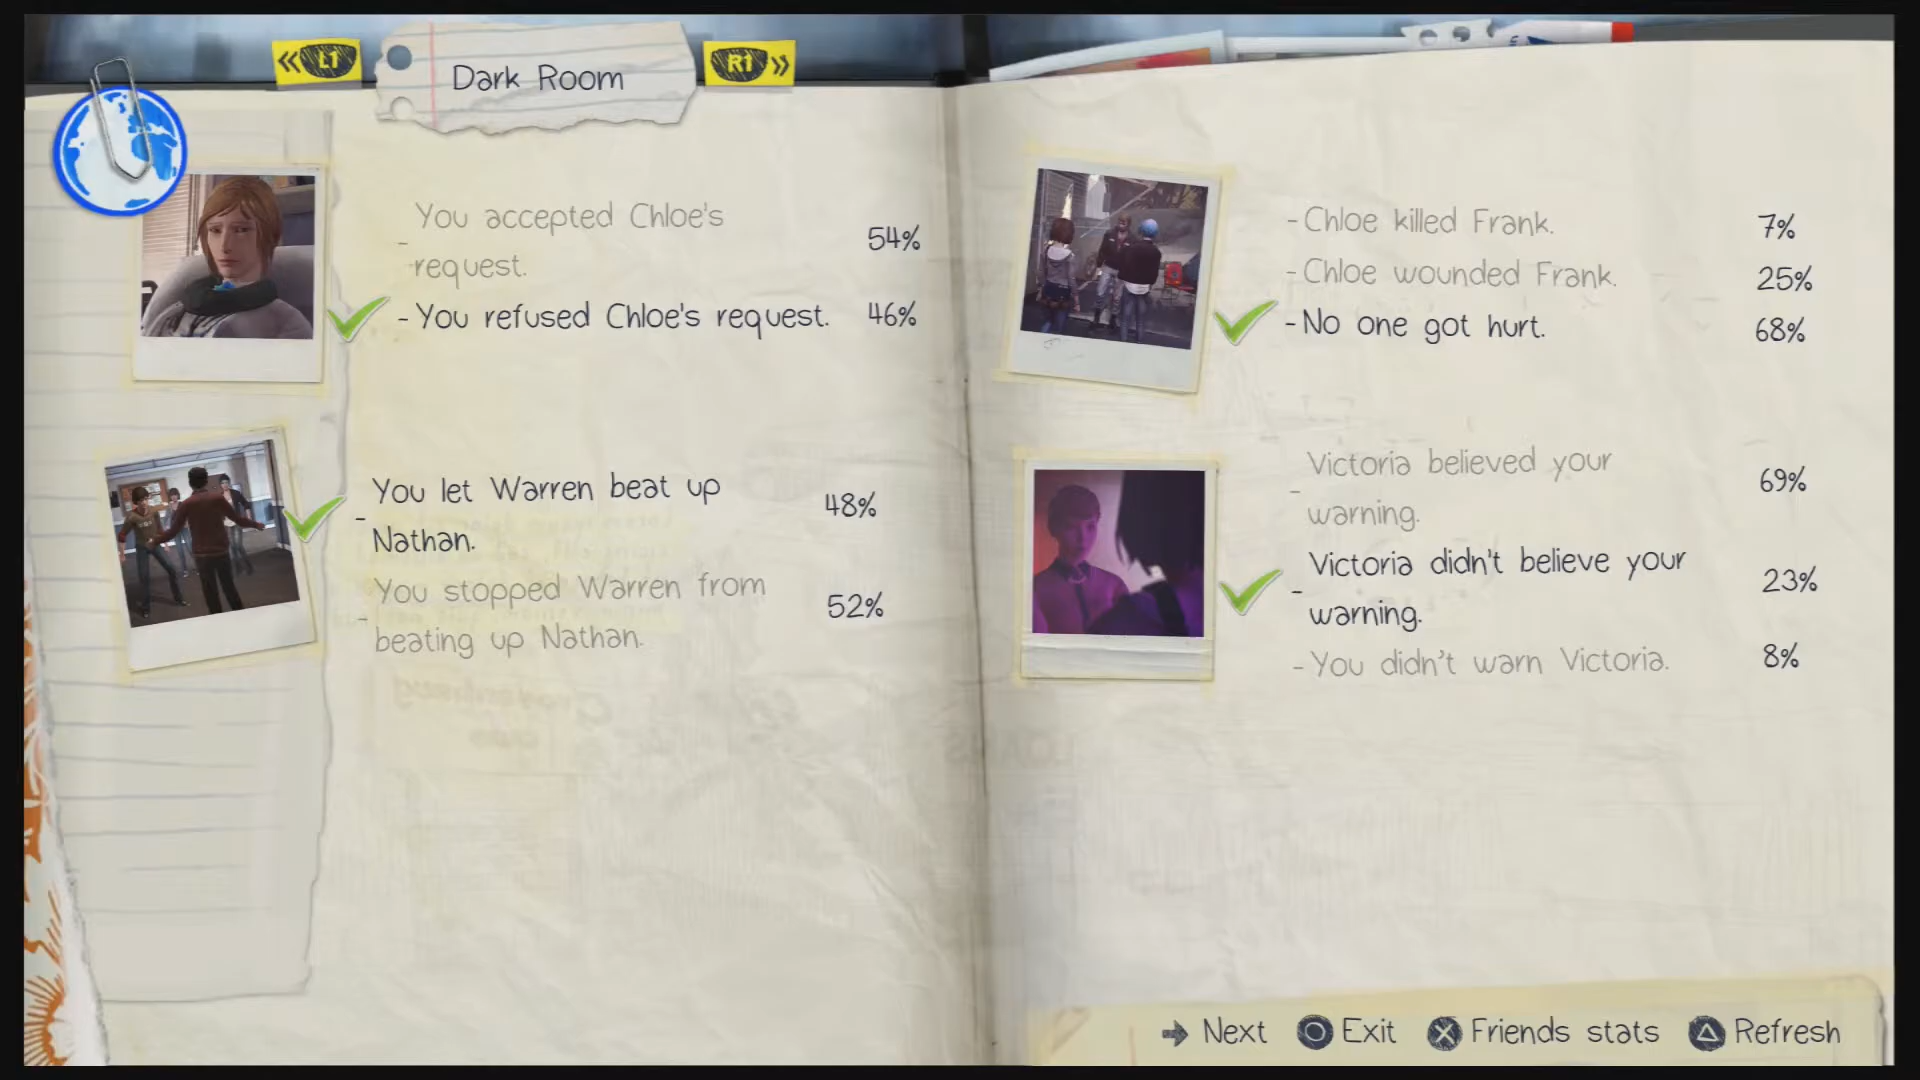 L1
Dark Room
R1
You accepted Chloe's
-
request.
54%
- You refused Chloe's request.
46%
You let Warren beat up
-
Nathan.
48%
You stopped Warren from
-
beating up Nathan.
52%
- Chloe killed Frank.
7%
- Chloe wounded Frank.
25%
- No one got hurt.
68%
Victoria believed your
-
warning.
69%
Victoria didn't believe your
-
warning.
23%
- You didn't warn Victoria.
8%
Next
Exit
Friends stats
Refresh